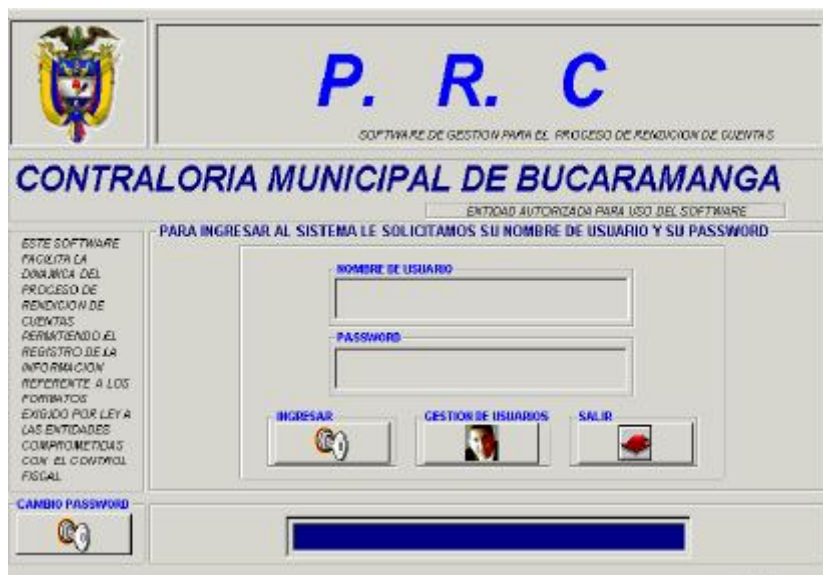 P. R. C
SOFTWARE DE GESTION PARA EL PROCESO DE RENDICION DE CUENTAS
CONTRALORIA MUNICIPAL DE BUCARAMANGA
ENTIDAD AUTORIZADA PARA USO DEL SOFTWARE
PARA INGRESAR AL SISTEMA LE SOLICITAMOS SU NOMBRE DE USUARIO Y SU PASSWORD
ESTE SOFTWARE
FACILITA LA
DINAMICA DEL
PROCESO DE
RENDICION DE
CUENTAS
PERMITIENDO EL
REGISTRO DE LA
INFORMACION
REFERENTE A LOS
FORMATOS
EXIGIDO POR LEY A
LAS ENTIDADES
COMPROMETIDAS
CON EL CONTROL
FISCAL
NOMBRE DE USUARIO
PASSWORD
INGRESAR
GESTION DE USUARIOS
SALIR
CAMBIO PASSWORD